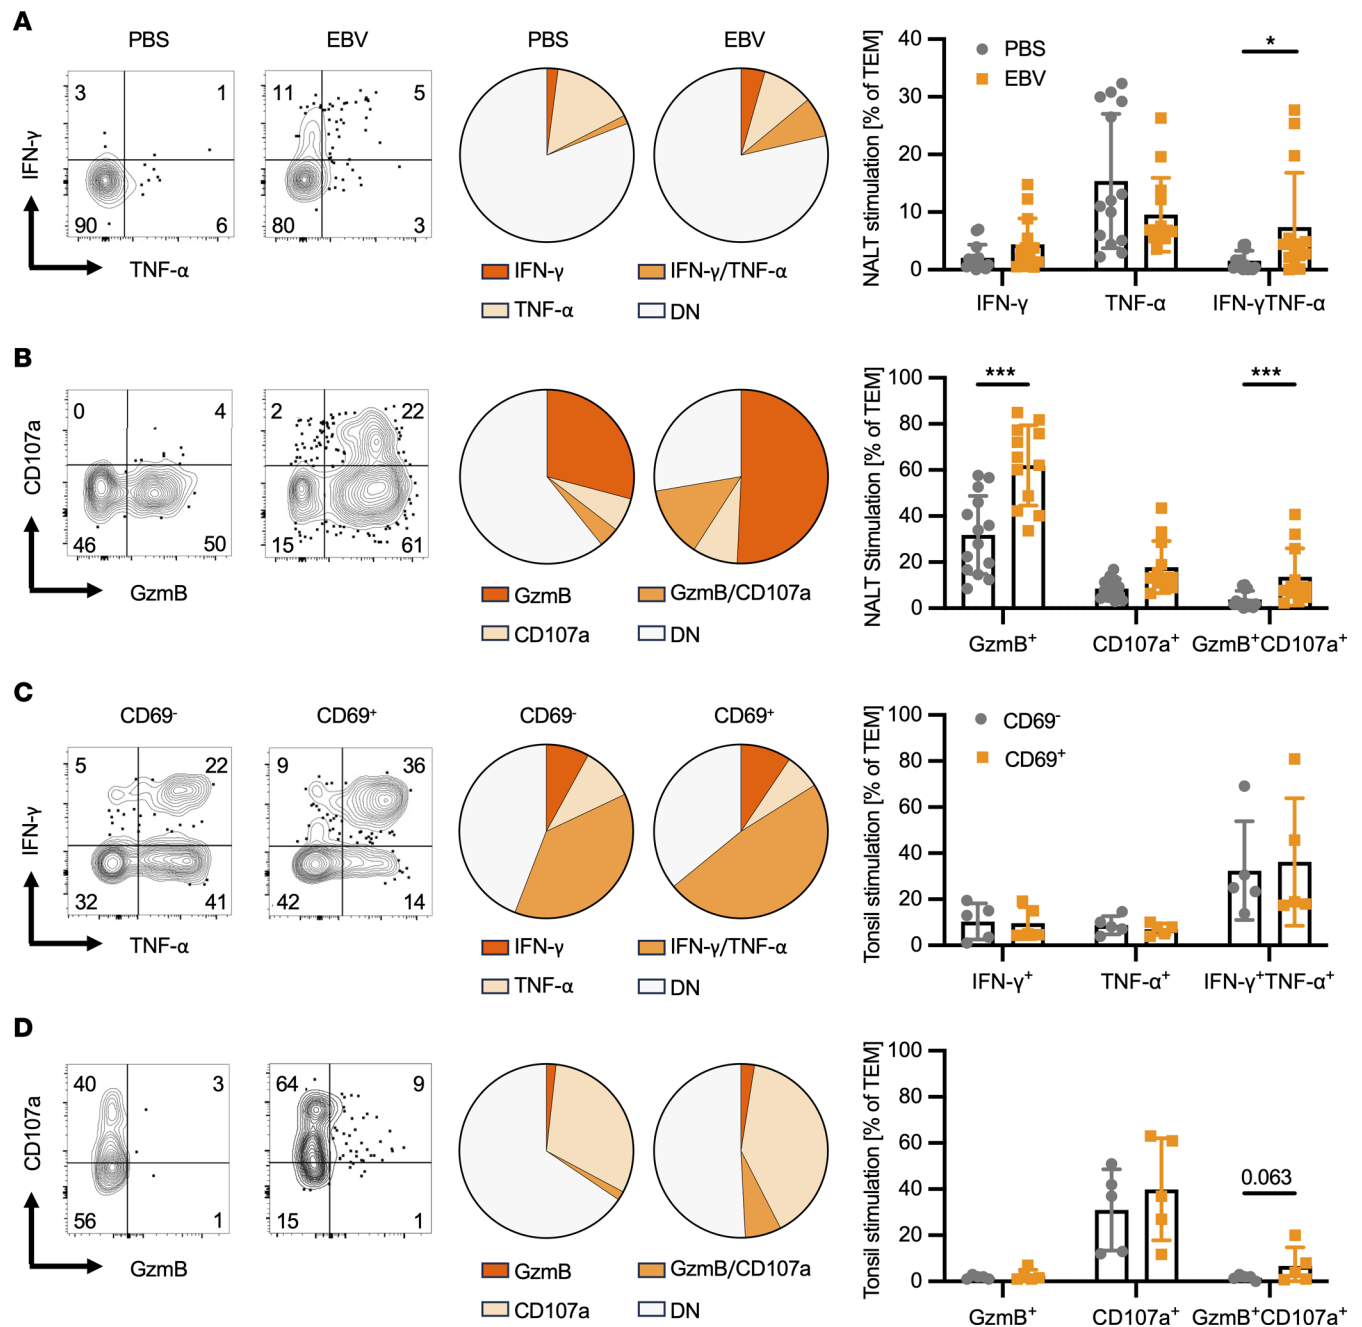 A
PBS
EBV
PBS
EBV
3
1
90
6
11
5
80
3
IFN-γ
TNF-α
IFN-γ
IFN-γ/TNF-α
TNF-α
DN
NALT stimulation [% of TEM]
40
30
20
10
0
PBS
EBV
*
IFN-γ
TNF-α
IFN-γTNF-α
B
0
4
46
50
2
22
15
61
CD107a
GzmB
GzmB
GzmB/CD107a
CD107a
DN
NALT Stimulation [% of TEM]
100
80
60
40
20
0
***
***
GzmB⁺
CD107a⁺
GzmB⁺CD107a⁺
C
CD69⁻
CD69⁺
CD69⁻
CD69⁺
5
22
32
41
9
36
42
14
IFN-γ
TNF-α
IFN-γ
IFN-γ/TNF-α
TNF-α
DN
Tonsil stimulation [% of TEM]
100
80
60
40
20
0
CD69⁻
CD69⁺
IFN-γ⁺
TNF-α⁺
IFN-γ⁺TNF-α⁺
D
40
3
56
1
64
9
15
1
CD107a
GzmB
GzmB
GzmB/CD107a
CD107a
DN
Tonsil stimulation [% of TEM]
100
80
60
40
20
0
0.063
GzmB⁺
CD107a⁺
GzmB⁺CD107a⁺